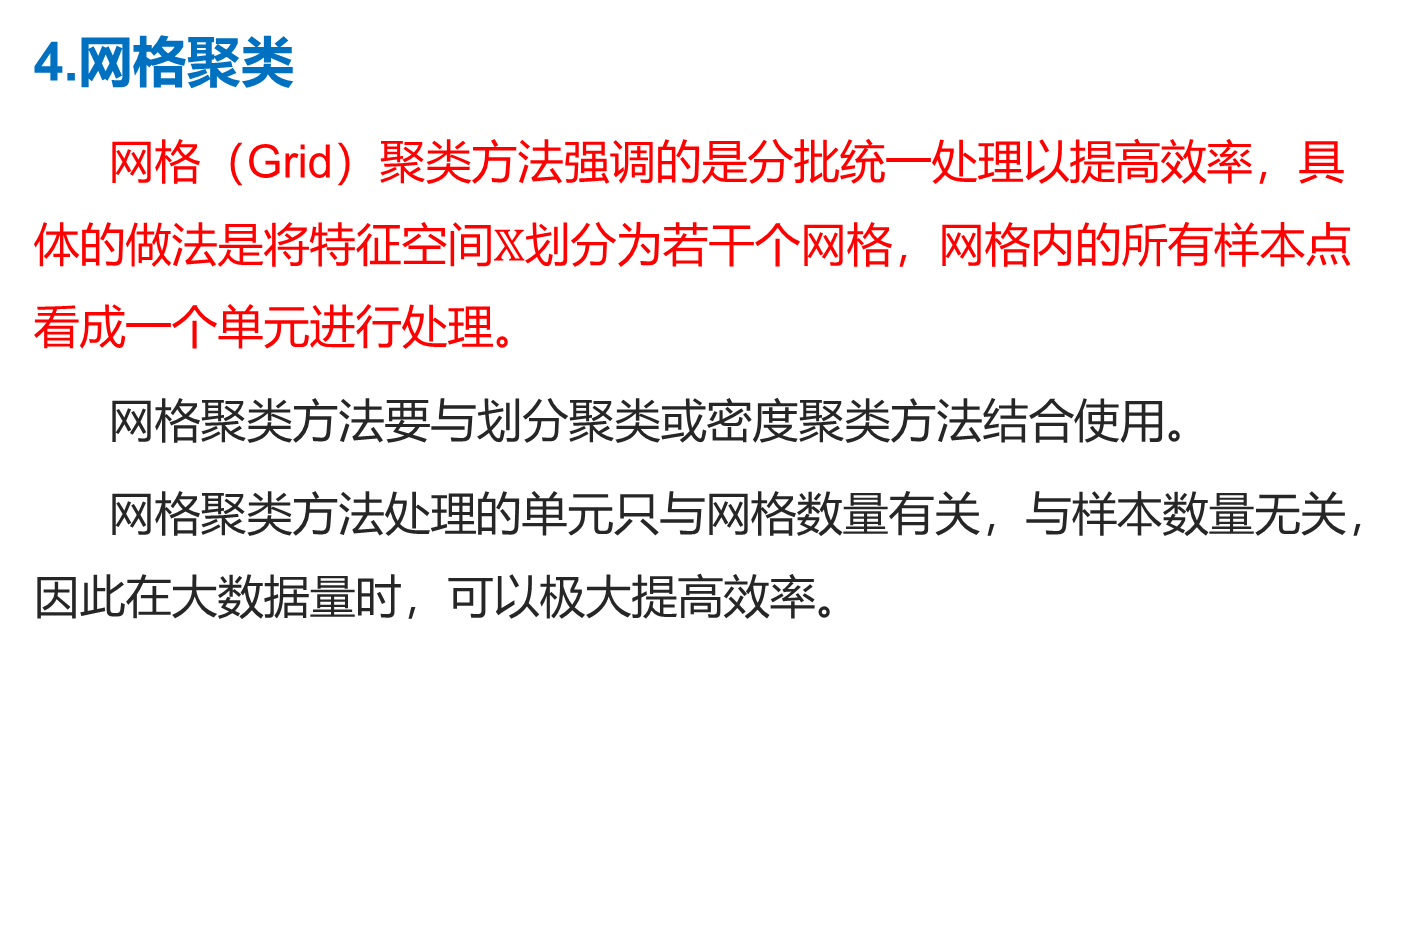 4.网格聚类
网格（Grid）聚类方法强调的是分批统一处理以提高效率，具
体的做法是将特征空间𝕏划分为若干个网格，网格内的所有样本点
看成一个单元进行处理。
网格聚类方法要与划分聚类或密度聚类方法结合使用。
网格聚类方法处理的单元只与网格数量有关，与样本数量无关，
因此在大数据量时，可以极大提高效率。